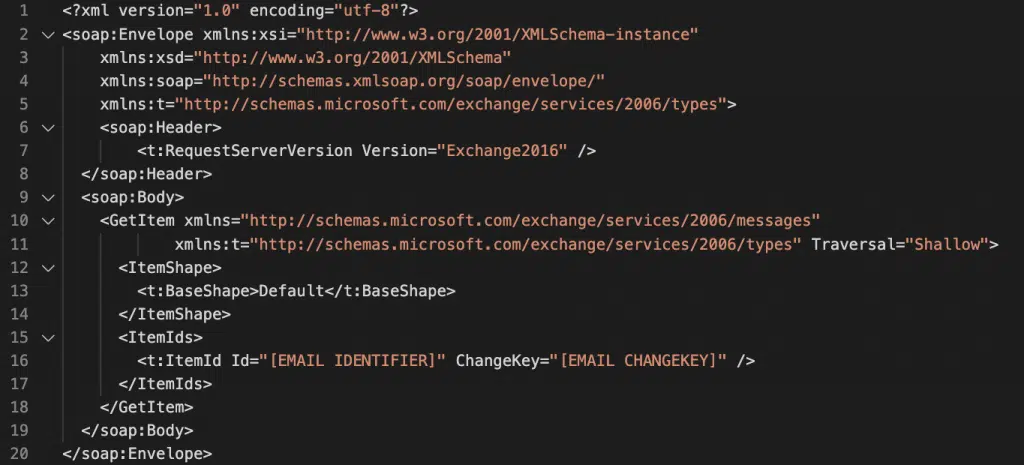 1 <?xml version="1.0" encoding="utf-8"?>
2 <soap:Envelope xmlns:xsi="http://www.w3.org/2001/XMLSchema-instance"
3 xmlns:xsd="http://www.w3.org/2001/XMLSchema"
4 xmlns:soap="http://schemas.xmlsoap.org/soap/envelope/"
5 xmlns:t="http://schemas.microsoft.com/exchange/services/2006/types">
6 <soap:Header>
7 <t:RequestServerVersion Version="Exchange2016" />
8 </soap:Header>
9 <soap:Body>
10 <GetItem xmlns="http://schemas.microsoft.com/exchange/services/2006/messages"
11 xmlns:t="http://schemas.microsoft.com/exchange/services/2006/types" Traversal="Shallow">
12 <ItemShape>
13 <t:BaseShape>Default</t:BaseShape>
14 </ItemShape>
15 <ItemIds>
16 <t:ItemId Id="[EMAIL IDENTIFIER]" ChangeKey="[EMAIL CHANGEKEY]" />
17 </ItemIds>
18 </GetItem>
19 </soap:Body>
20 </soap:Envelope>